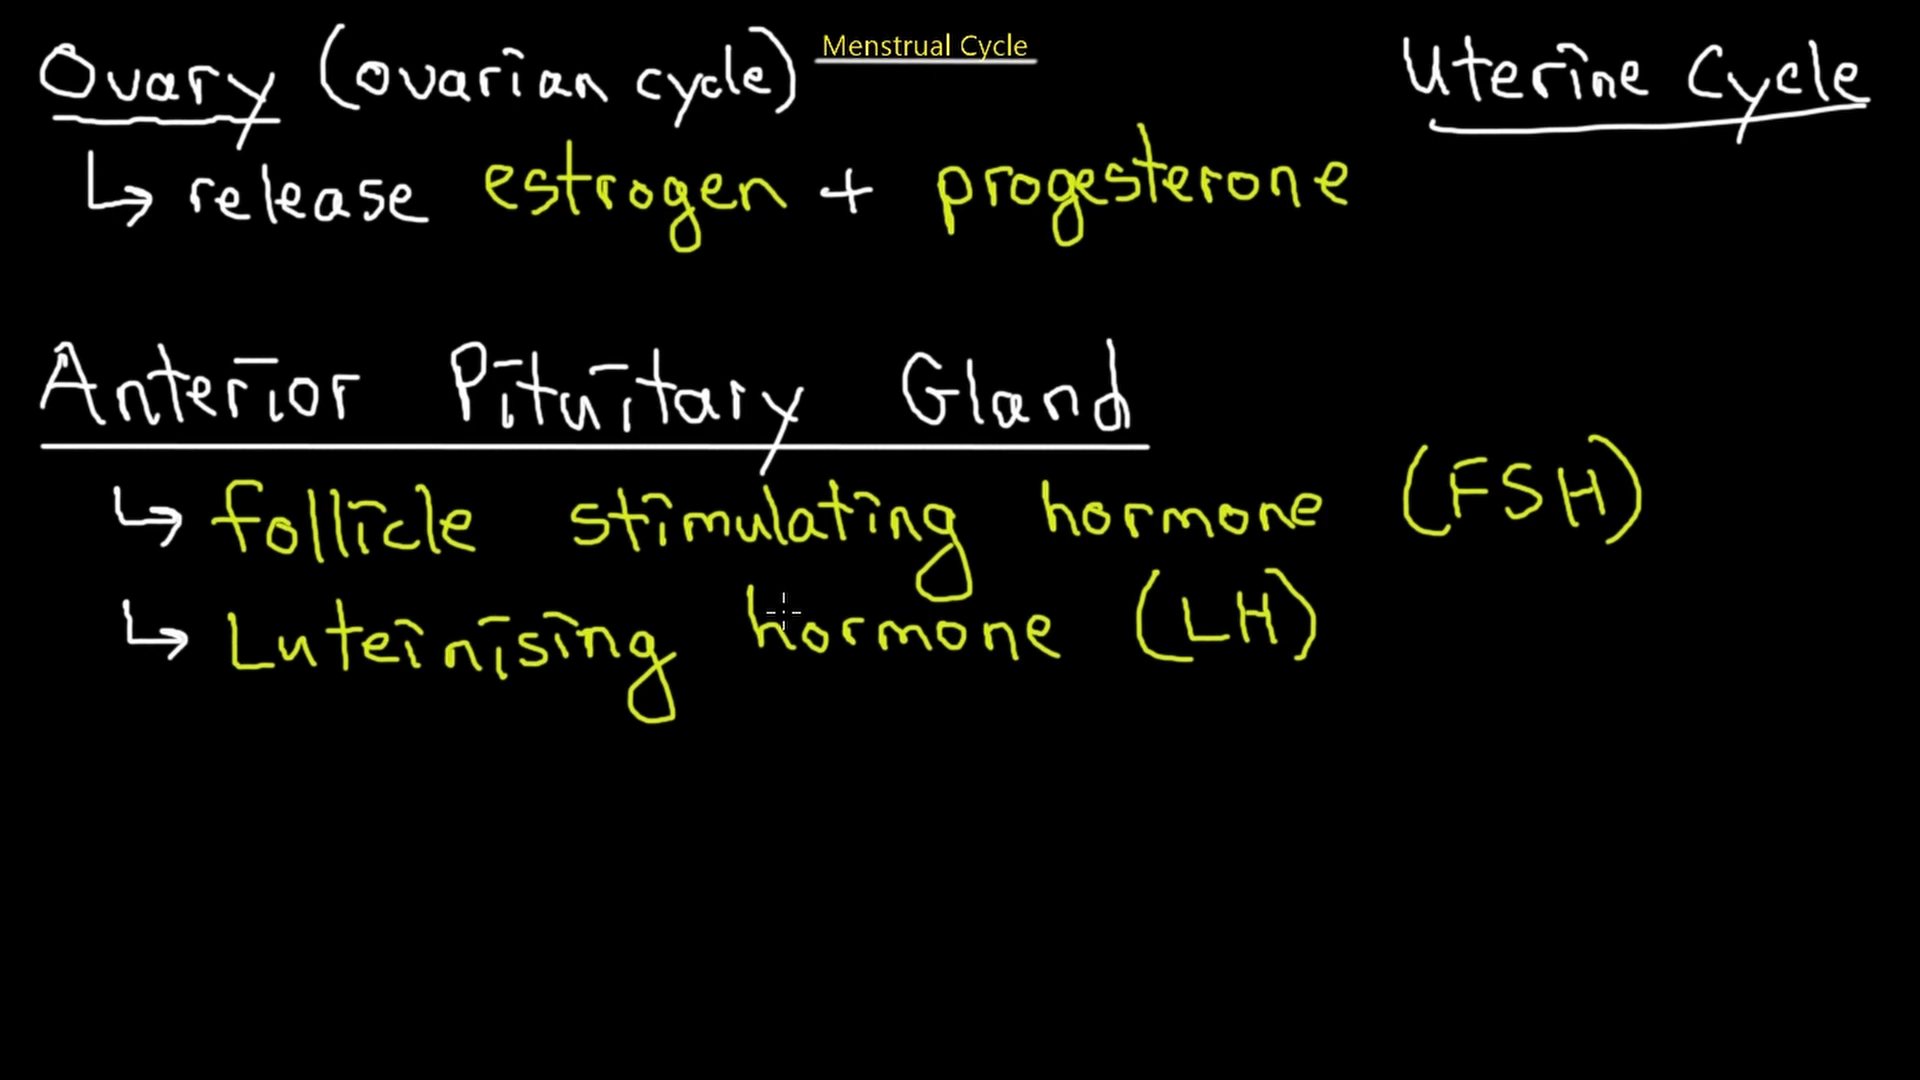 Ovary (ovarian cycle) Menstrual Cycle Uterine Cycle
↳ release estrogen + progesterone
Anterior Pituitary Gland
↳ follicle stimulating hormone (FSH)
↳ Luteinising hormone (LH)